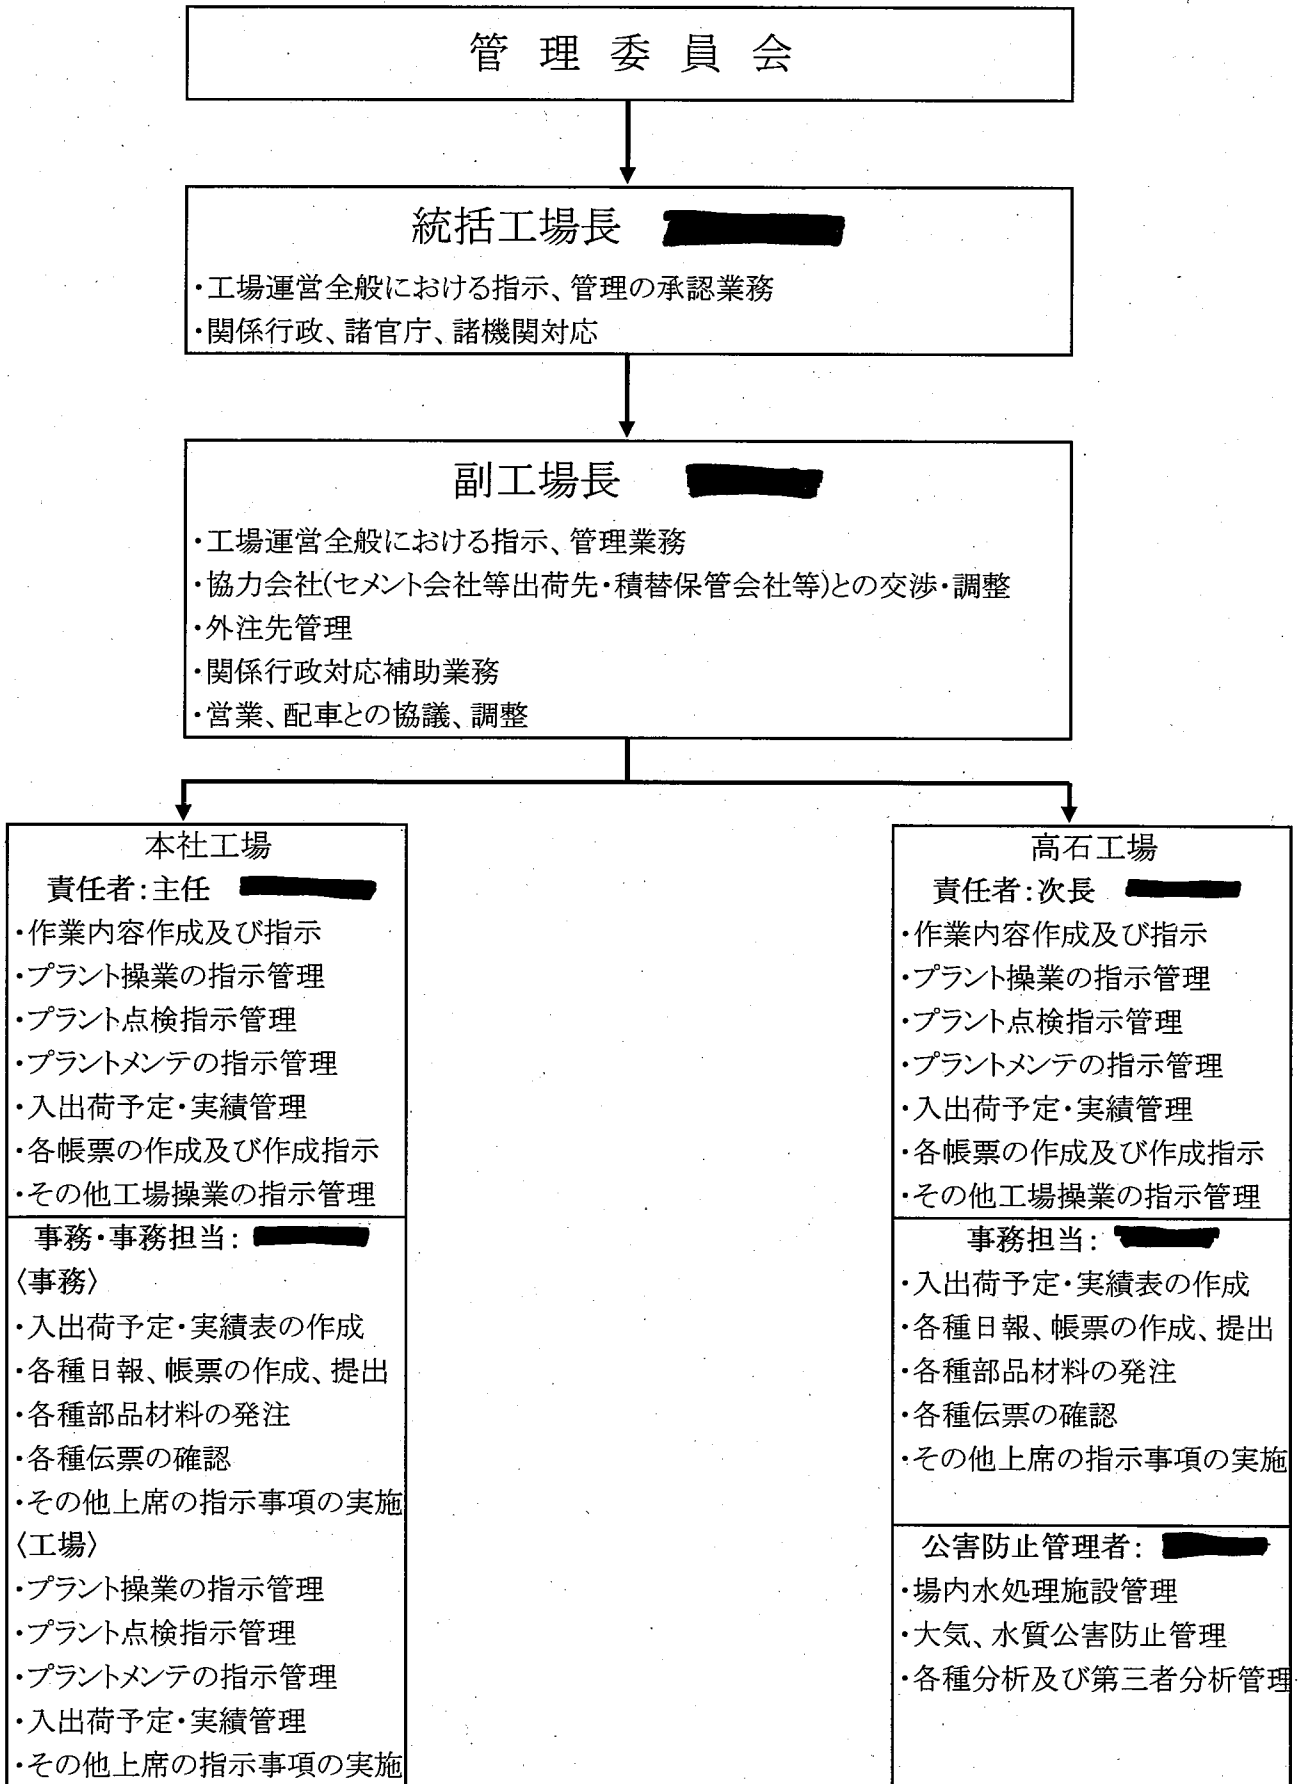 管理委員会
統括工場長
・工場運営全般における指示、管理の承認業務
・関係行政、諸官庁、諸機関対応
副工場長
・工場運営全般における指示、管理業務
・協力会社(セメント会社等出荷先・積替保管会社等)との交渉・調整
・外注先管理
・関係行政対応補助業務
・営業、配車との協議、調整
本社工場
責任者:主任
・作業内容作成及び指示
・プラント操業の指示管理
・プラント点検指示管理
・プラントメンテの指示管理
・入出荷予定・実績管理
・各帳票の作成及び作成指示
・その他工場操業の指示管理
事務・事務担当:
〈事務〉
・入出荷予定・実績表の作成
・各種日報、帳票の作成、提出
・各種部品材料の発注
・各種伝票の確認
・その他上席の指示事項の実施
〈工場〉
・プラント操業の指示管理
・プラント点検指示管理
・プラントメンテの指示管理
・入出荷予定・実績管理
・その他上席の指示事項の実施
高石工場
責任者:次長
・作業内容作成及び指示
・プラント操業の指示管理
・プラント点検指示管理
・プラントメンテの指示管理
・入出荷予定・実績管理
・各帳票の作成及び作成指示
・その他工場操業の指示管理
事務担当:
・入出荷予定・実績表の作成
・各種日報、帳票の作成、提出
・各種部品材料の発注
・各種伝票の確認
・その他上席の指示事項の実施
公害防止管理者:
・場内水処理施設管理
・大気、水質公害防止管理
・各種分析及び第三者分析管理